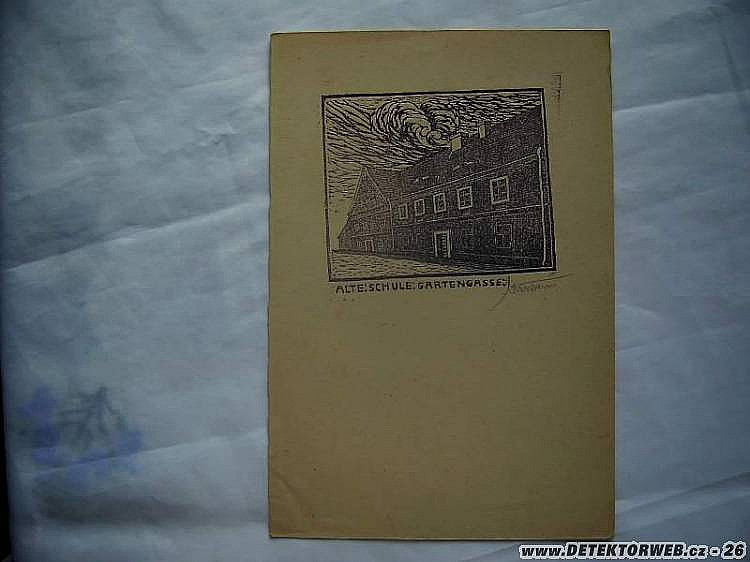 ALTE:SCHULE:GARTENGASSE:
www.DETEKTORWEB.cz - 26